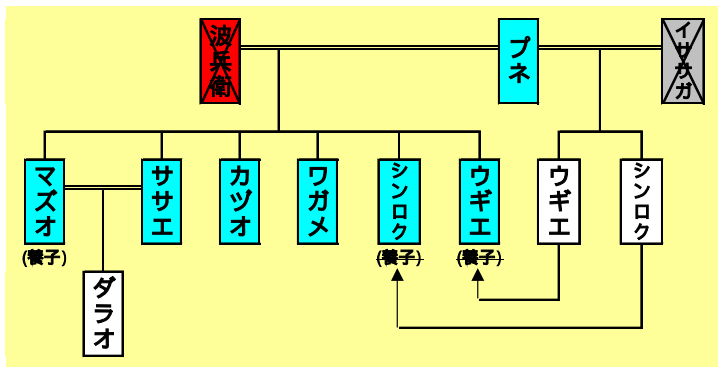 波兵衛
プネ
イササガ
マズオ
ササエ
カヅオ
ワガメ
シンロク
ウギエ
ウギエ
シンロク
(養子)
(養子)
(養子)
ダラオ